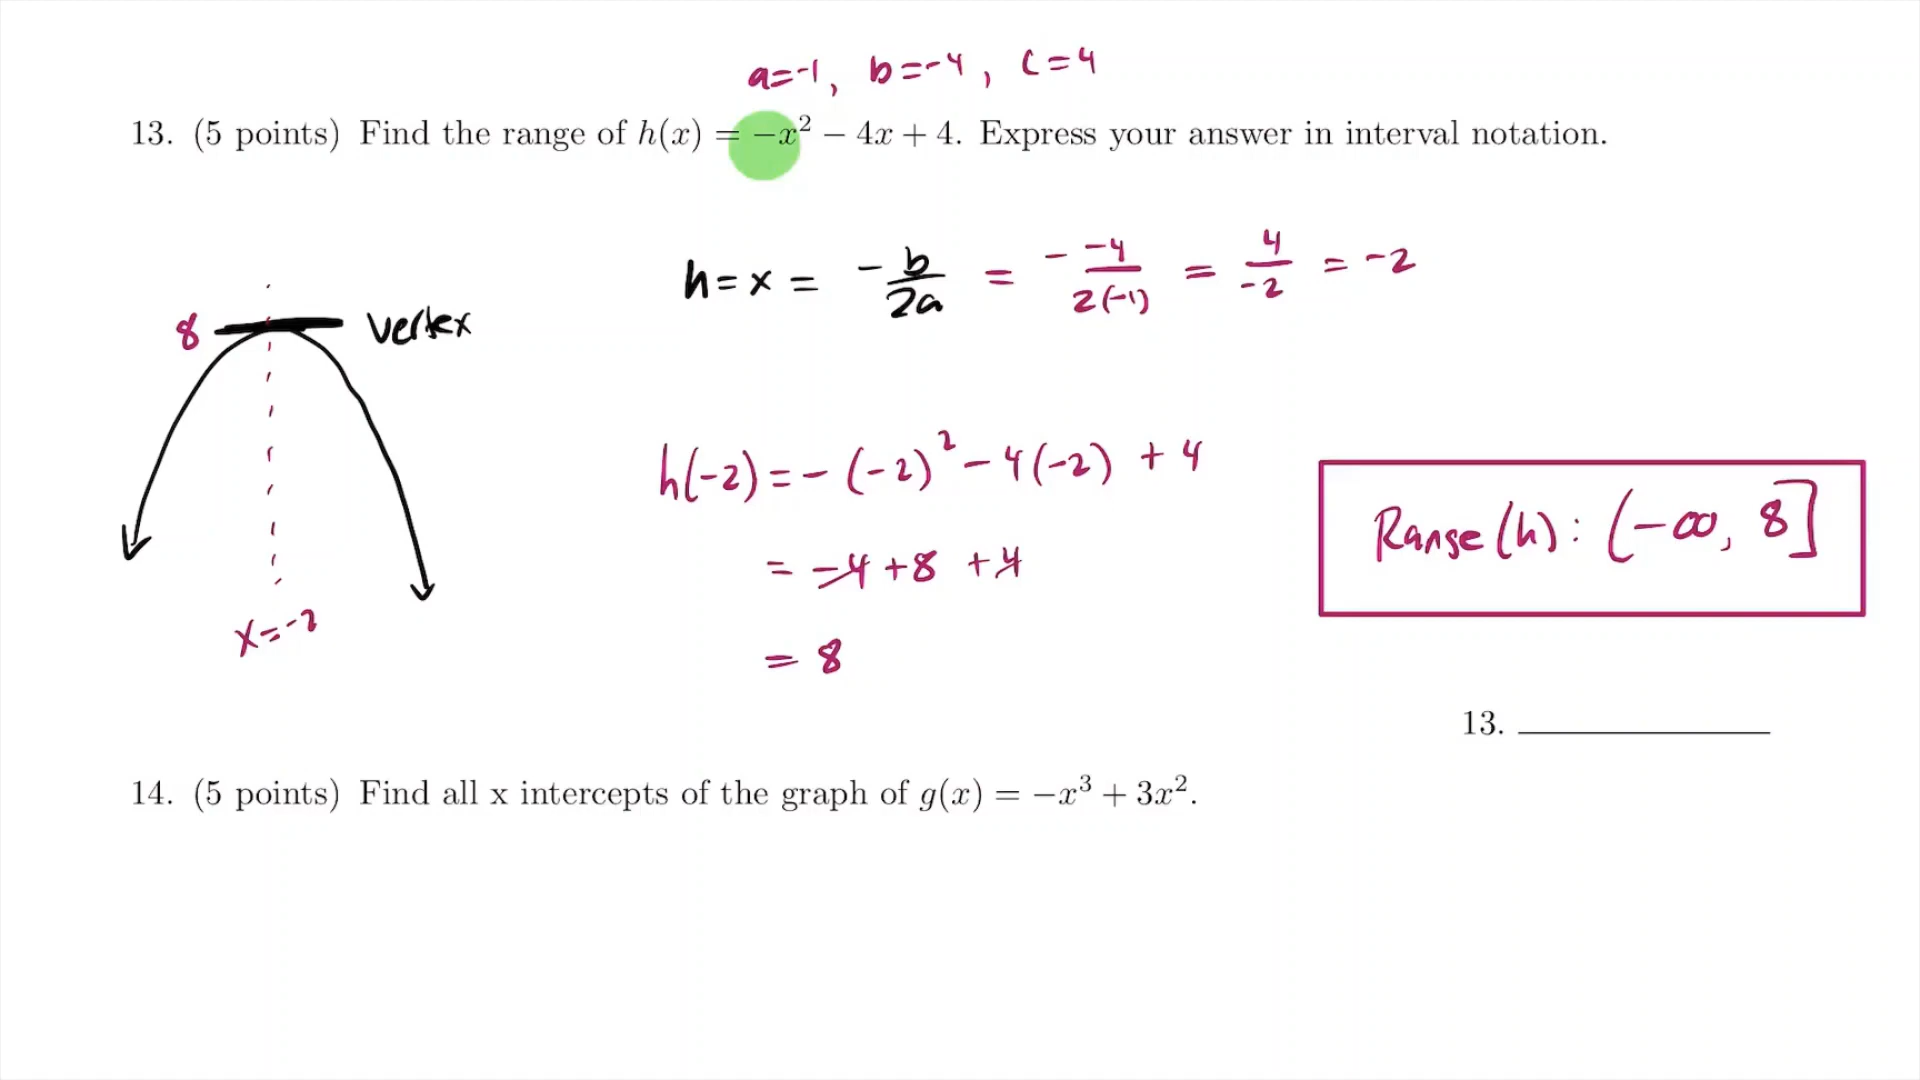 a=-1, b=-4, c=4
13. (5 points) Find the range of h(x) = −x² − 4x + 4. Express your answer in interval notation.
h=x = -b/2a = - -4/2(-1) = 4/-2 = -2
8 vertex
h(-2) = -(-2)² - 4(-2) + 4
= -4 +8 +4
= 8
x=-2
Range(h): (-∞, 8]
13.
14. (5 points) Find all x intercepts of the graph of g(x) = −x³ + 3x².